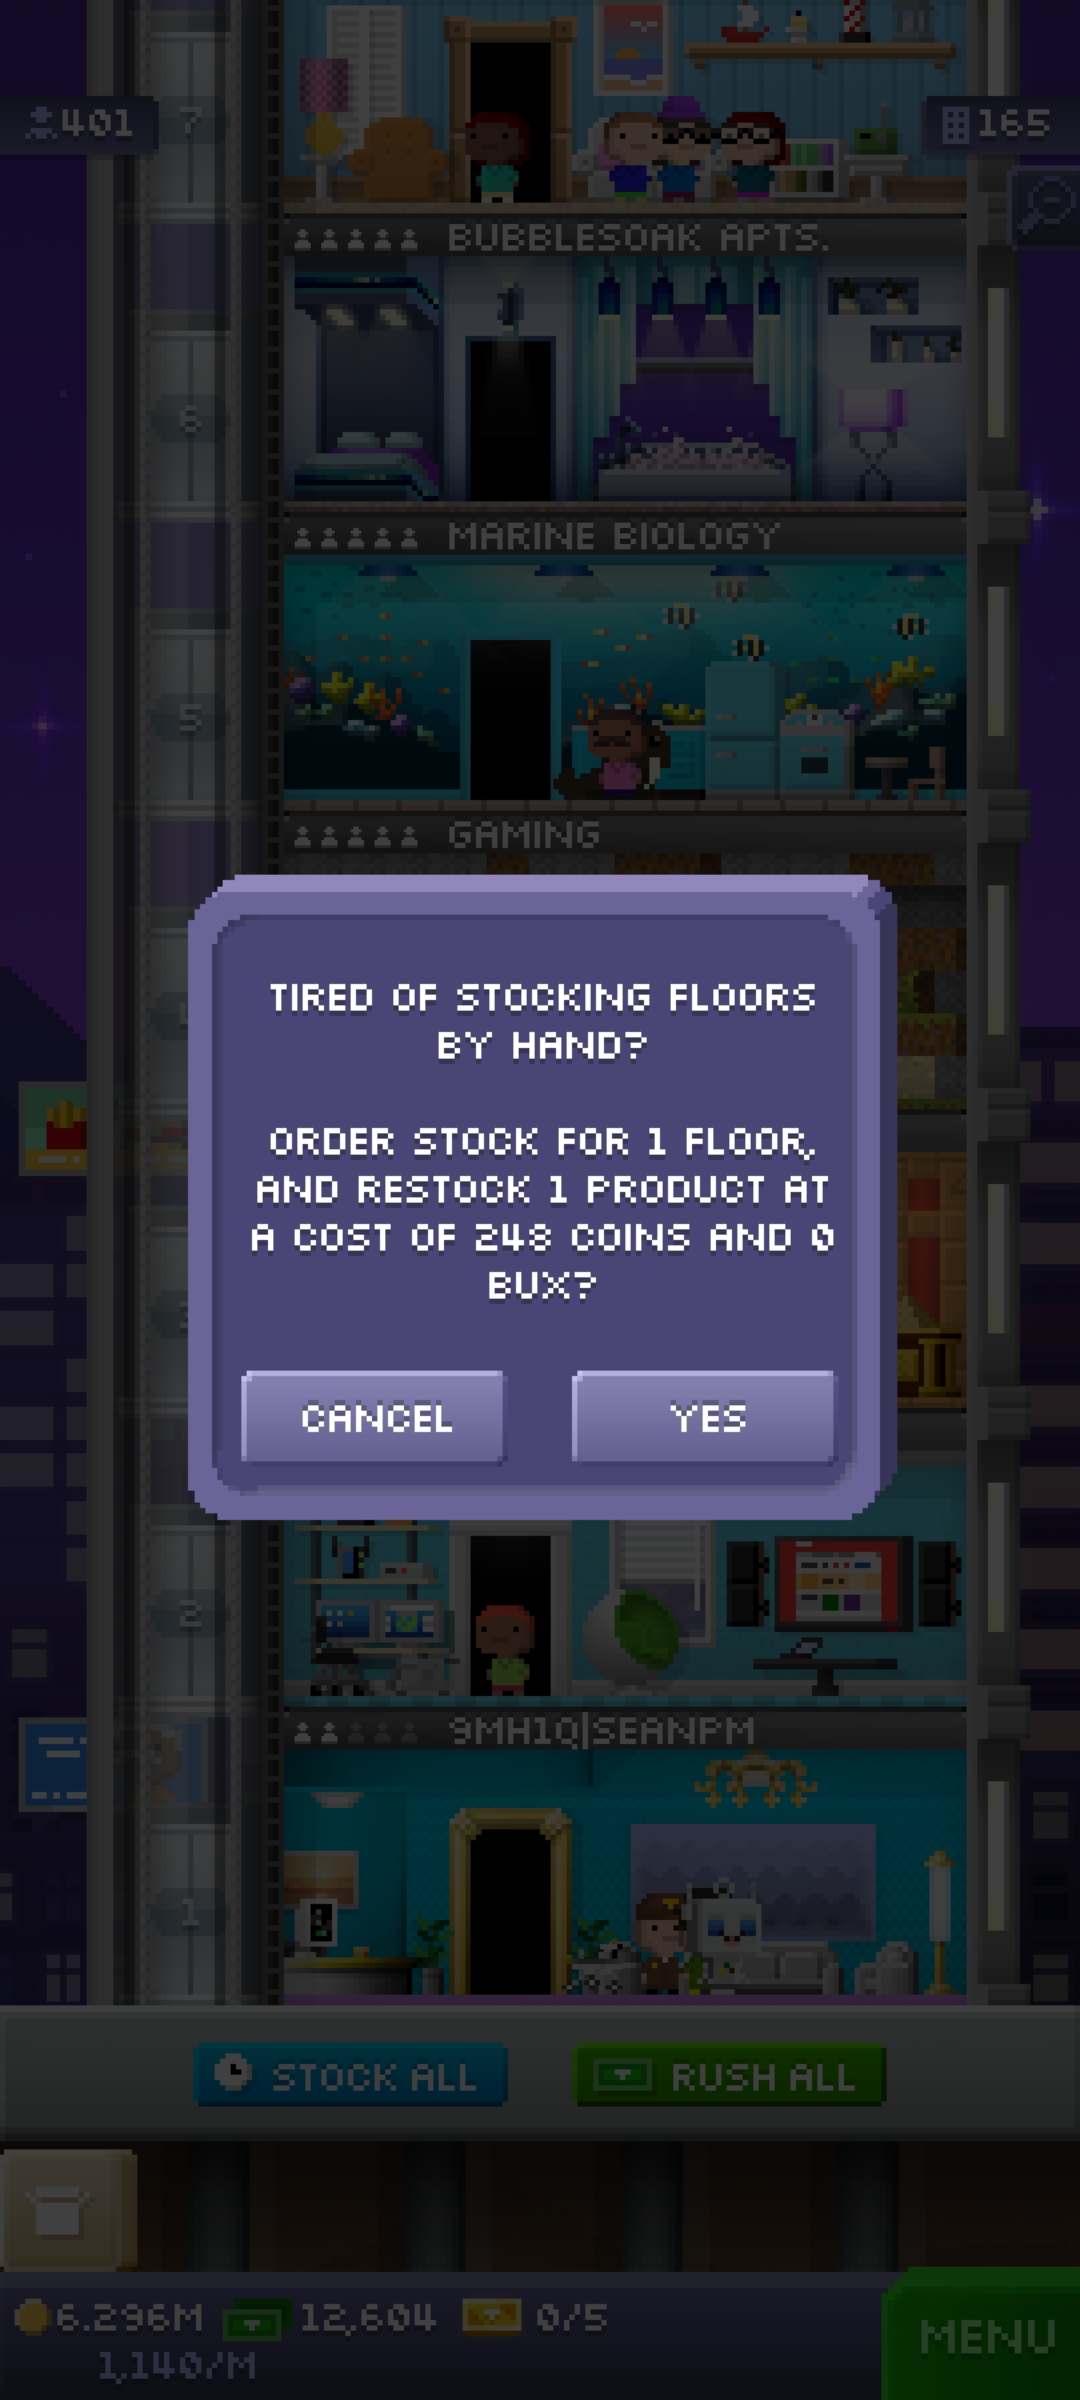 401
7
165
BUBBLESOAK APTS.
6
MARINE BIOLOGY
5
GAMING
TIRED OF STOCKING FLOORS
BY HAND?
ORDER STOCK FOR 1 FLOOR,
AND RESTOCK 1 PRODUCT AT
A COST OF 248 COINS AND 0
BUX?
CANCEL
YES
2
9MH1Q|SEANPM
1
STOCK ALL
RUSH ALL
6.296M
12,604
0/5
MENU
1,140/M